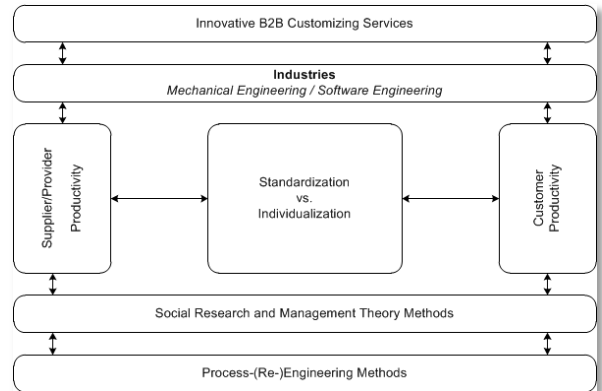 Innovative B2B Customizing Services
Industries
Mechanical Engineering / Software Engineering
Supplier/Provider
Productivity
Standardization
vs.
Individualization
Customer
Productivity
Social Research and Management Theory Methods
Process-(Re-)Engineering Methods